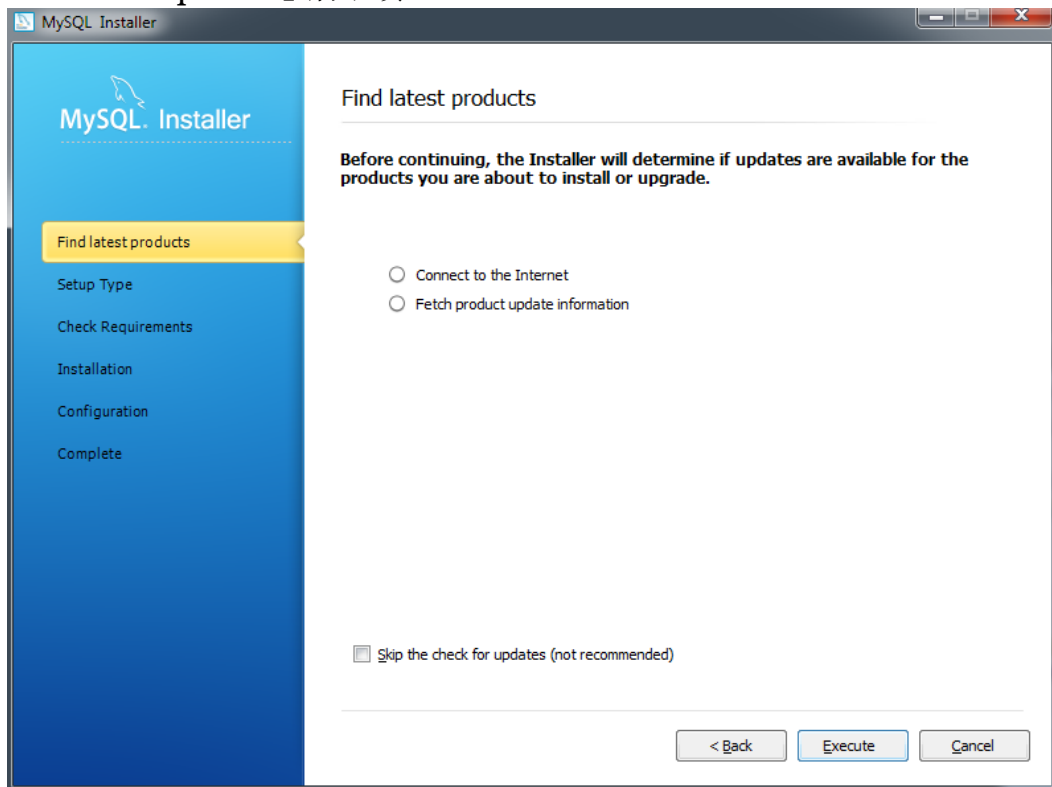 MySQL Installer
MySQL. Installer
Find latest products
Setup Type
Check Requirements
Installation
Configuration
Complete
Find latest products
Before continuing, the Installer will determine if updates are available for the
products you are about to install or upgrade.
Connect to the Internet
Fetch product update information
Skip the check for updates (not recommended)
< Back
Execute
Cancel